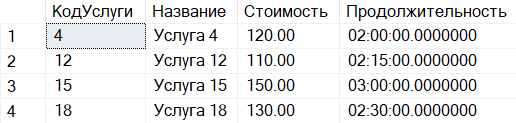 КодУслуги Название Стоимость Продолжительность
1 4 Услуга 4 120.00 02:00:00.0000000
2 12 Услуга 12 110.00 02:15:00.0000000
3 15 Услуга 15 150.00 03:00:00.0000000
4 18 Услуга 18 130.00 02:30:00.0000000